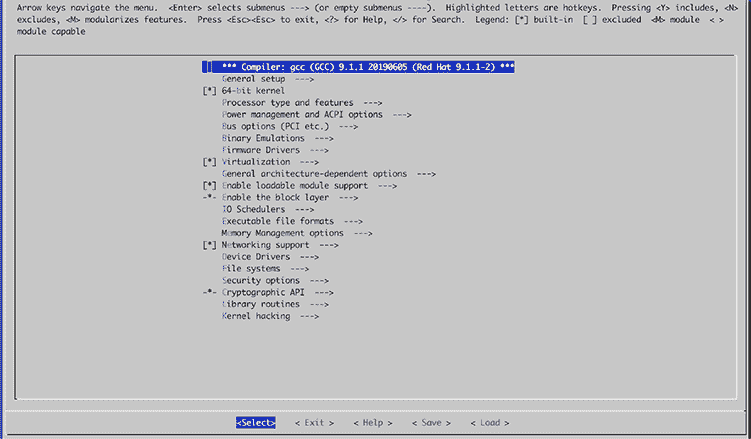 Arrow keys navigate the menu.  <Enter> selects submenus ---> (or empty submenus ----).  Highlighted letters are hotkeys.  Pressing <Y> includes, <N>
excludes, <M> modularizes features.  Press <Esc><Esc> to exit, <?> for Help, </> for Search.  Legend: [*] built-in  [ ] excluded  <M> module  < >
module capable
*** Compiler: gcc (GCC) 9.1.1 20190605 (Red Hat 9.1.1-2) ***
General setup  --->
[*] 64-bit kernel
Processor type and features  --->
Power management and ACPI options  --->
Bus options (PCI etc.)  --->
Binary Emulations  --->
Firmware Drivers  --->
[*] Virtualization  --->
General architecture-dependent options  --->
[*] Enable loadable module support  --->
-*- Enable the block layer  --->
IO Schedulers  --->
Executable file formats  --->
Memory Management options  --->
[*] Networking support  --->
Device Drivers  --->
File systems  --->
Security options  --->
-*- Cryptographic API  --->
Library routines  --->
Kernel hacking  --->
<Select>    < Exit >    < Help >    < Save >    < Load >